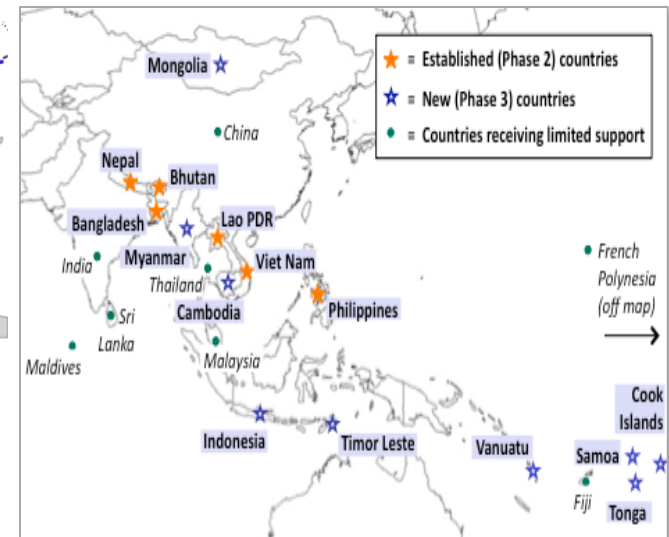 Mongolia
= Established (Phase 2) countries
= New (Phase 3) countries
= Countries receiving limited support
China
Nepal
Bhutan
Bangladesh
Lao PDR
Myanmar
Viet Nam
India
Thailand
Cambodia
Philippines
French
Polynesia
(off map)
Sri
Lanka
Maldives
Malaysia
Cook
Islands
Indonesia
Timor Leste
Vanuatu
Samoa
Fiji
Tonga